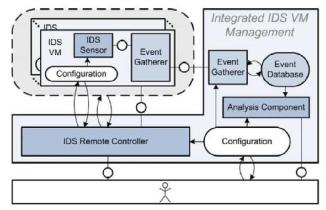 Integrated IDS VM
Management
IDS
IDS
VM
IDS
Sensor
Event
Gatherer
Configuration
Event
Gatherer
Event
Database
Analysis Component
IDS Remote Controller
Configuration